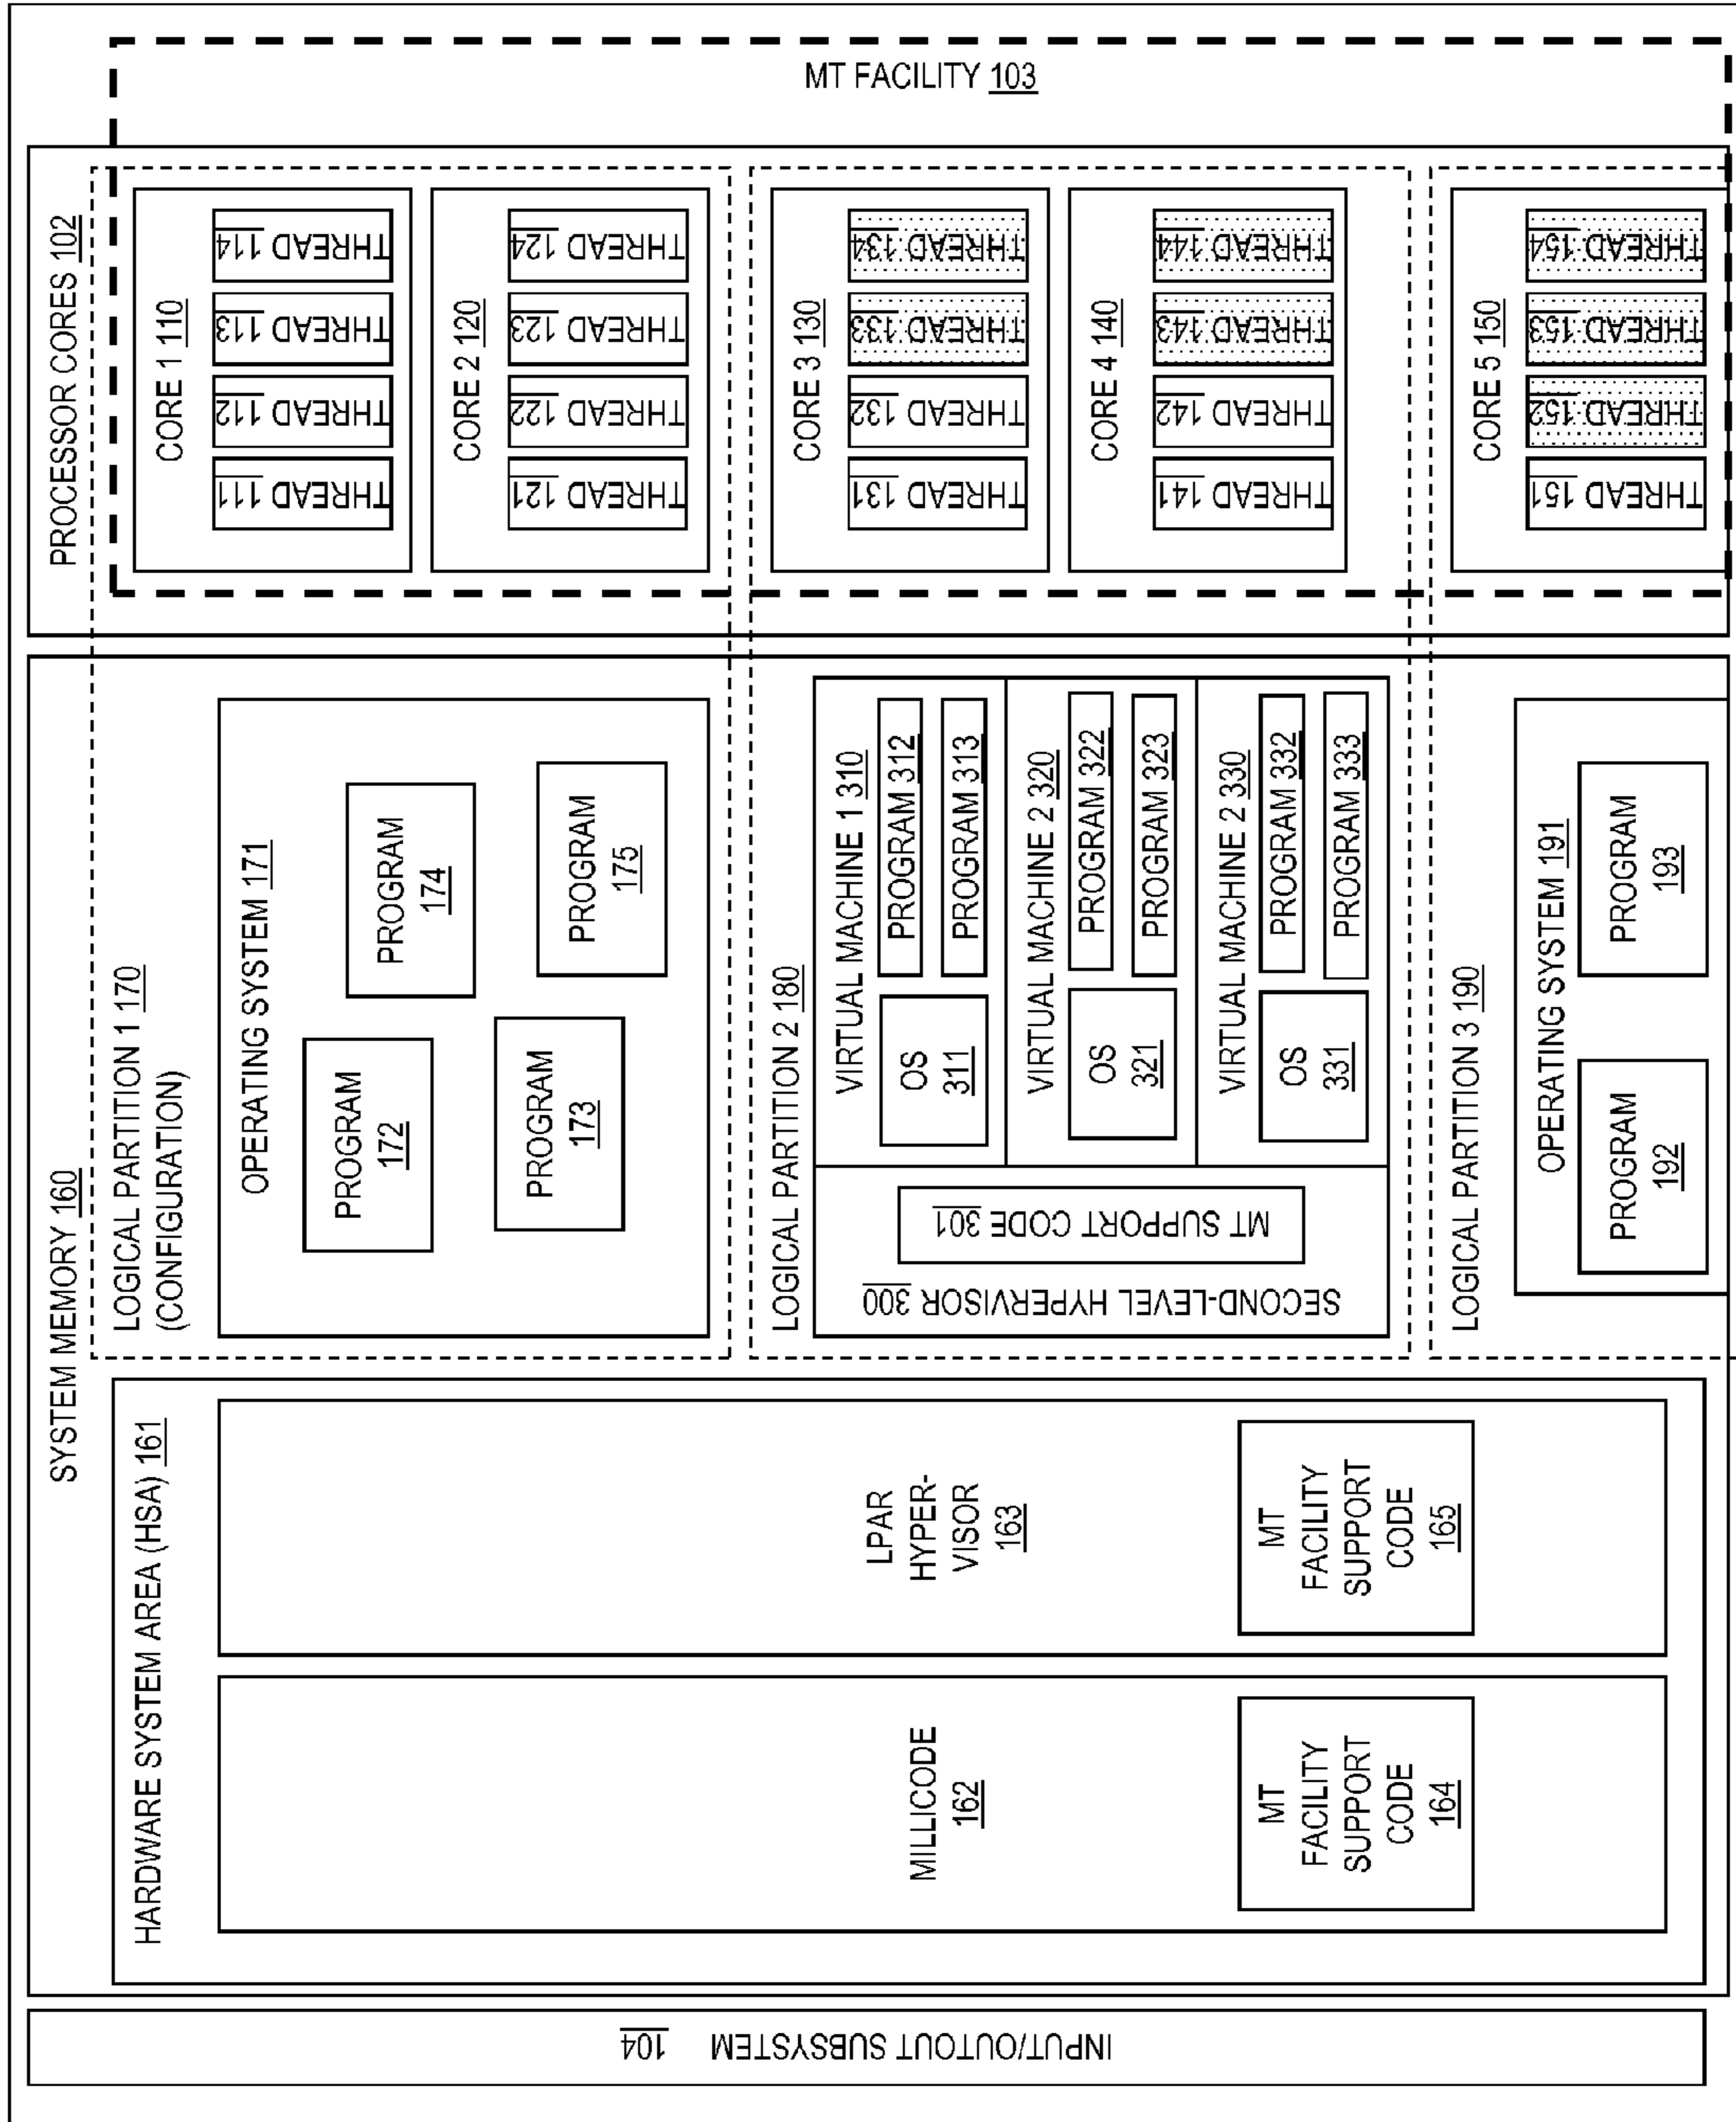 PROCESSOR CORES 102
MT FACILITY 103
CORE 1 110
THREAD 111
THREAD 112
THREAD 113
THREAD 114
CORE 2 120
THREAD 121
THREAD 122
THREAD 123
THREAD 124
CORE 3 130
THREAD 131
THREAD 132
THREAD 133
THREAD 134
CORE 4 140
THREAD 141
THREAD 142
THREAD 143
THREAD 144
CORE 5 150
THREAD 151
THREAD 152
THREAD 153
THREAD 154
SYSTEM MEMORY 160
LOGICAL PARTITION 1 170
(CONFIGURATION)
OPERATING SYSTEM 171
PROGRAM
172
PROGRAM
174
PROGRAM
173
PROGRAM
175
LOGICAL PARTITION 2 180
SECOND-LEVEL HYPERVISOR 300
MT SUPPORT CODE 301
VIRTUAL MACHINE 1 310
OS
311
PROGRAM 312
PROGRAM 313
VIRTUAL MACHINE 2 320
OS
321
PROGRAM 322
PROGRAM 323
VIRTUAL MACHINE 2 330
OS
331
PROGRAM 332
PROGRAM 333
LOGICAL PARTITION 3 190
OPERATING SYSTEM 191
PROGRAM
192
PROGRAM
193
HARDWARE SYSTEM AREA (HSA) 161
MILLICODE
162
MT
FACILITY
SUPPORT
CODE
164
LPAR
HYPER-
VISOR
163
MT
FACILITY
SUPPORT
CODE
165
INPUT/OUTOUT SUBSYSTEM 104